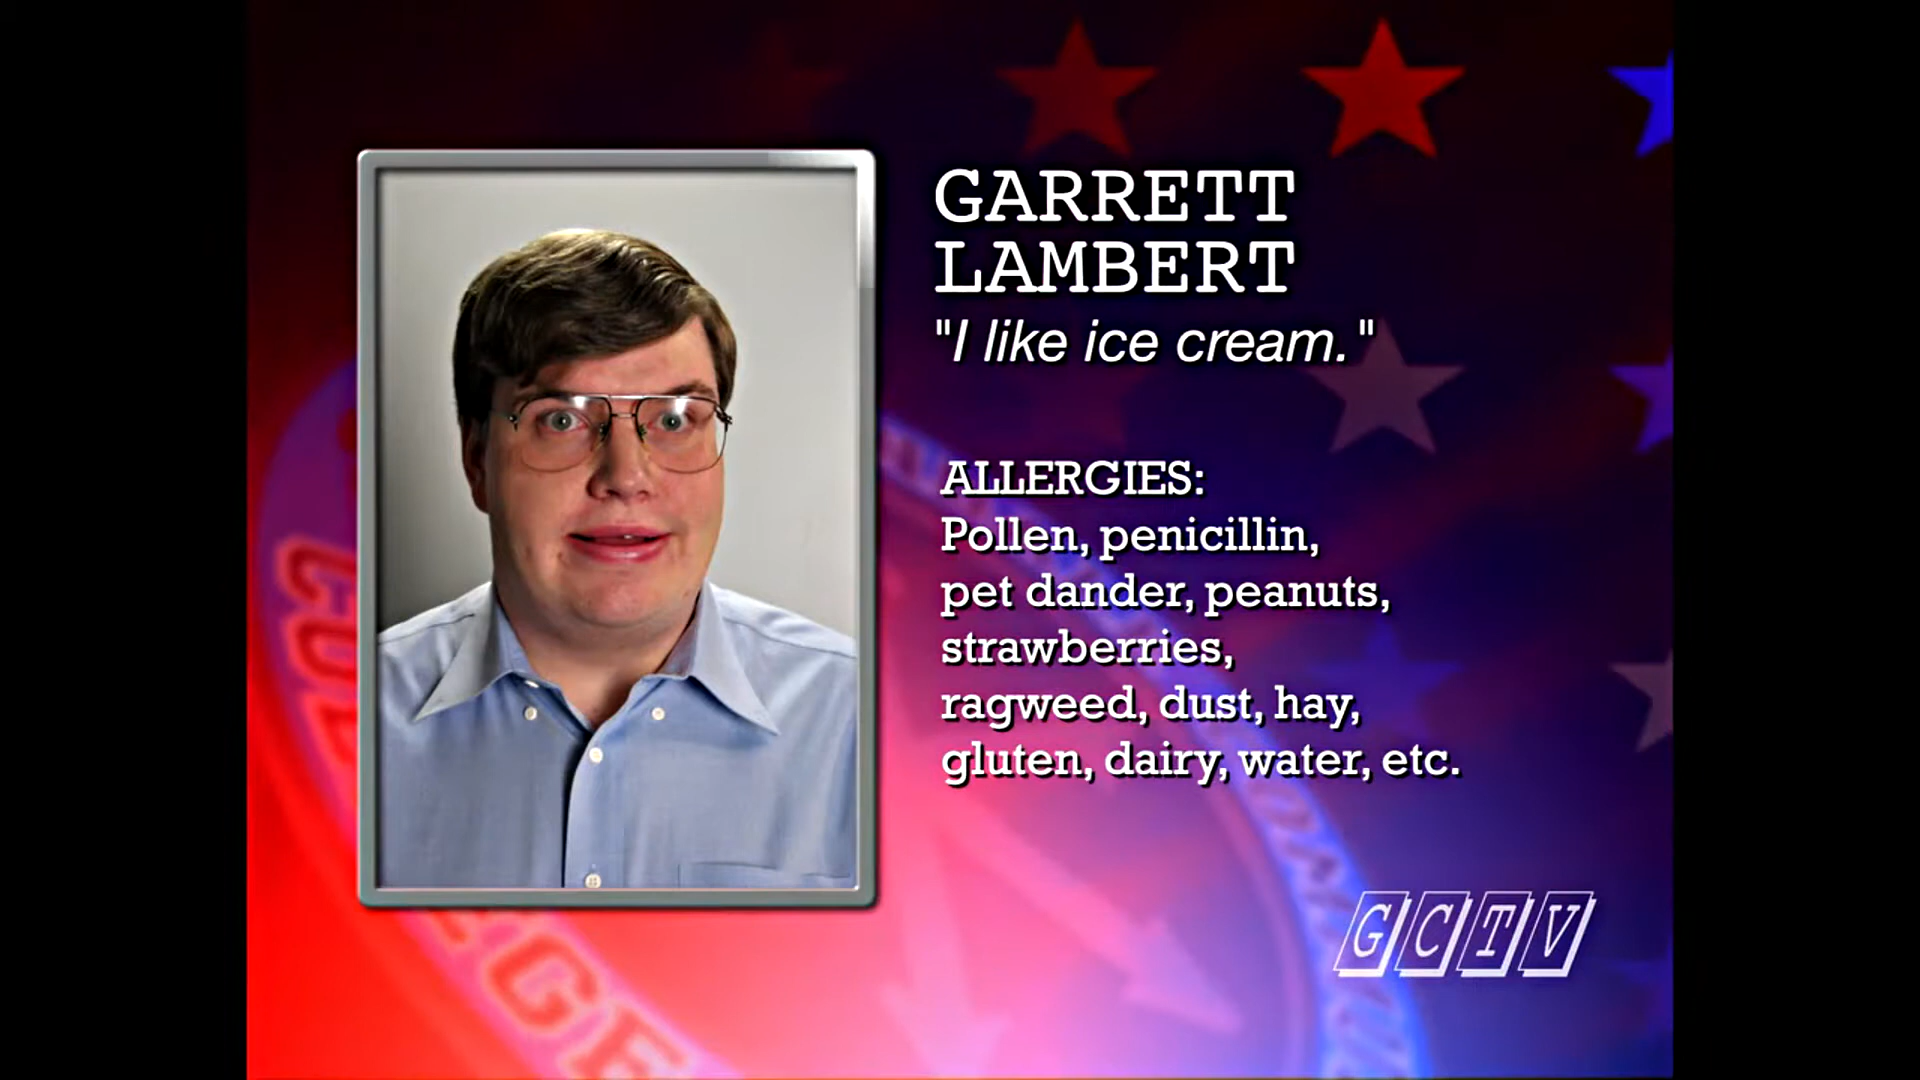 GARRETT
LAMBERT
"I like ice cream."
ALLERGIES:
Pollen, penicillin,
pet dander, peanuts,
strawberries,
ragweed, dust, hay,
gluten, dairy, water, etc.
GCTV